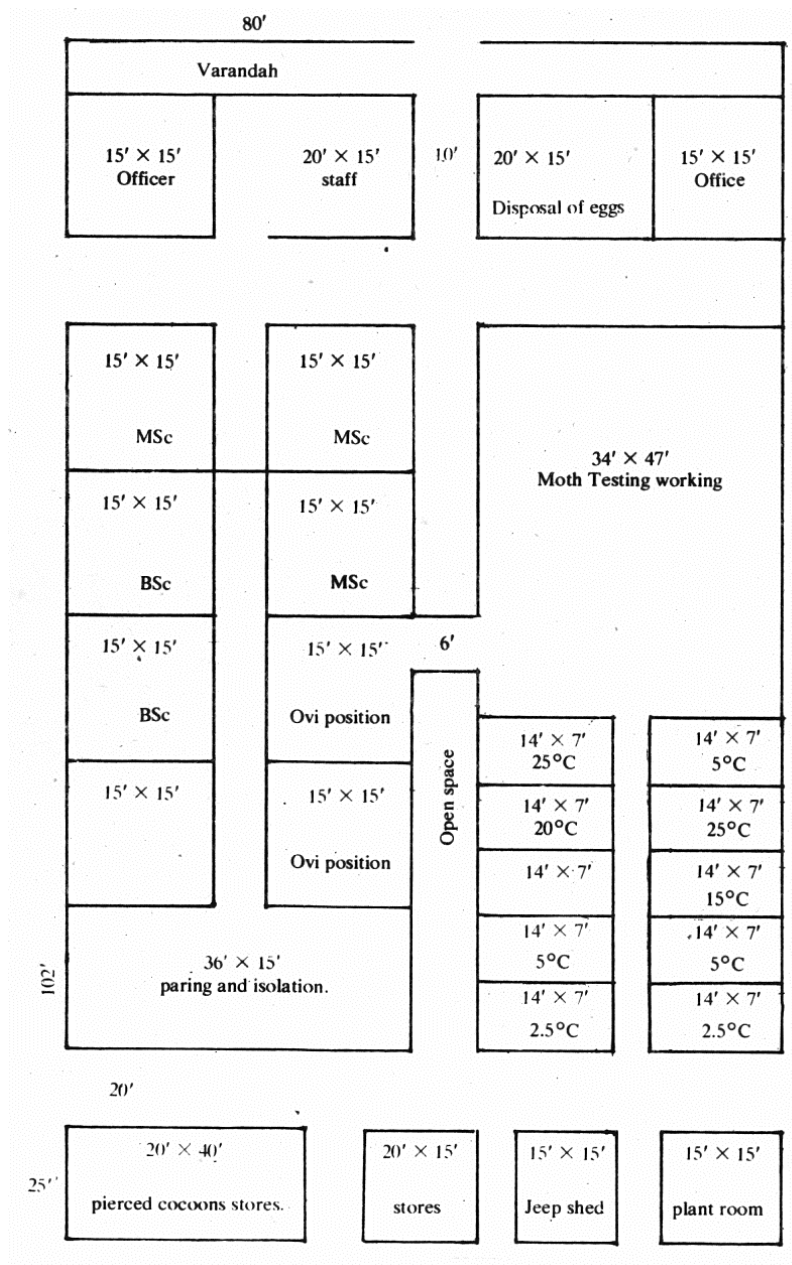 80'
Varandah
15' × 15'
Officer
20' × 15'
staff
10'
20' × 15'
Disposal of eggs
15' × 15'
Office
15' × 15'
MSc
15' × 15'
MSc
34' × 47'
Moth Testing working
15' × 15'
BSc
15' × 15'
MSc
15' × 15'
BSc
15' × 15'
Ovi position
6'
15' × 15'
15' × 15'
Ovi position
Open space
14' × 7'
25°C
14' × 7'
5°C
14' × 7'
20°C
14' × 7'
25°C
14' × 7'
14' × 7'
15°C
14' × 7'
5°C
14' × 7'
5°C
14' × 7'
2.5°C
14' × 7'
2.5°C
102'
36' × 15'
paring and isolation.
20'
25'
20' × 40'
pierced cocoons stores.
20' × 15'
stores
15' × 15'
Jeep shed
15' × 15'
plant room